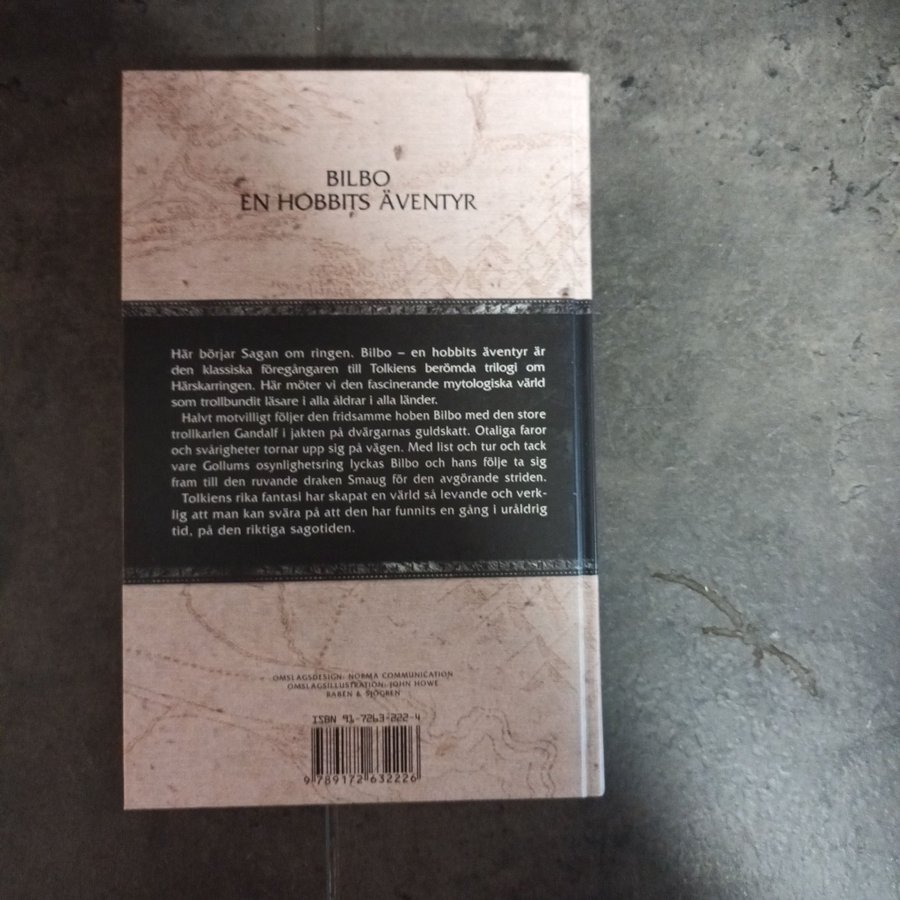 BILBO
EN HOBBITS ÄVENTYR
Här börjar Sagan om ringen. Bilbo – en hobbits äventyr är
den klassiska föregångaren till Tolkiens berömda trilogi om
Härskarringen. Här möter vi den fascinerande mytologiska värld
som trollbundit läsare i alla åldrar i alla länder.
Halvt motvilligt följer den fridsamme hoben Bilbo med den store
trollkarlen Gandalf i jakten på dvärgarnas guldskatt. Otaliga faror
och svårigheter tornar upp sig på vägen. Med list och tur och tack
vare Gollums osynlighetsring lyckas Bilbo och hans följe ta sig
fram till den ruvande draken Smaug för den avgörande striden.
Tolkiens rika fantasi har skapat en värld så levande och verk-
lig att man kan svära på att den har funnits en gång i uråldrig
tid, på den riktiga sagotiden.
OMSLAGSDESIGN: NORMA COMMUNICATION
OMSLAGSILLUSTRATION: JOHN HOWE
RABÉN & SJÖGREN
ISBN 91-7263-222-4
9 789172 632226